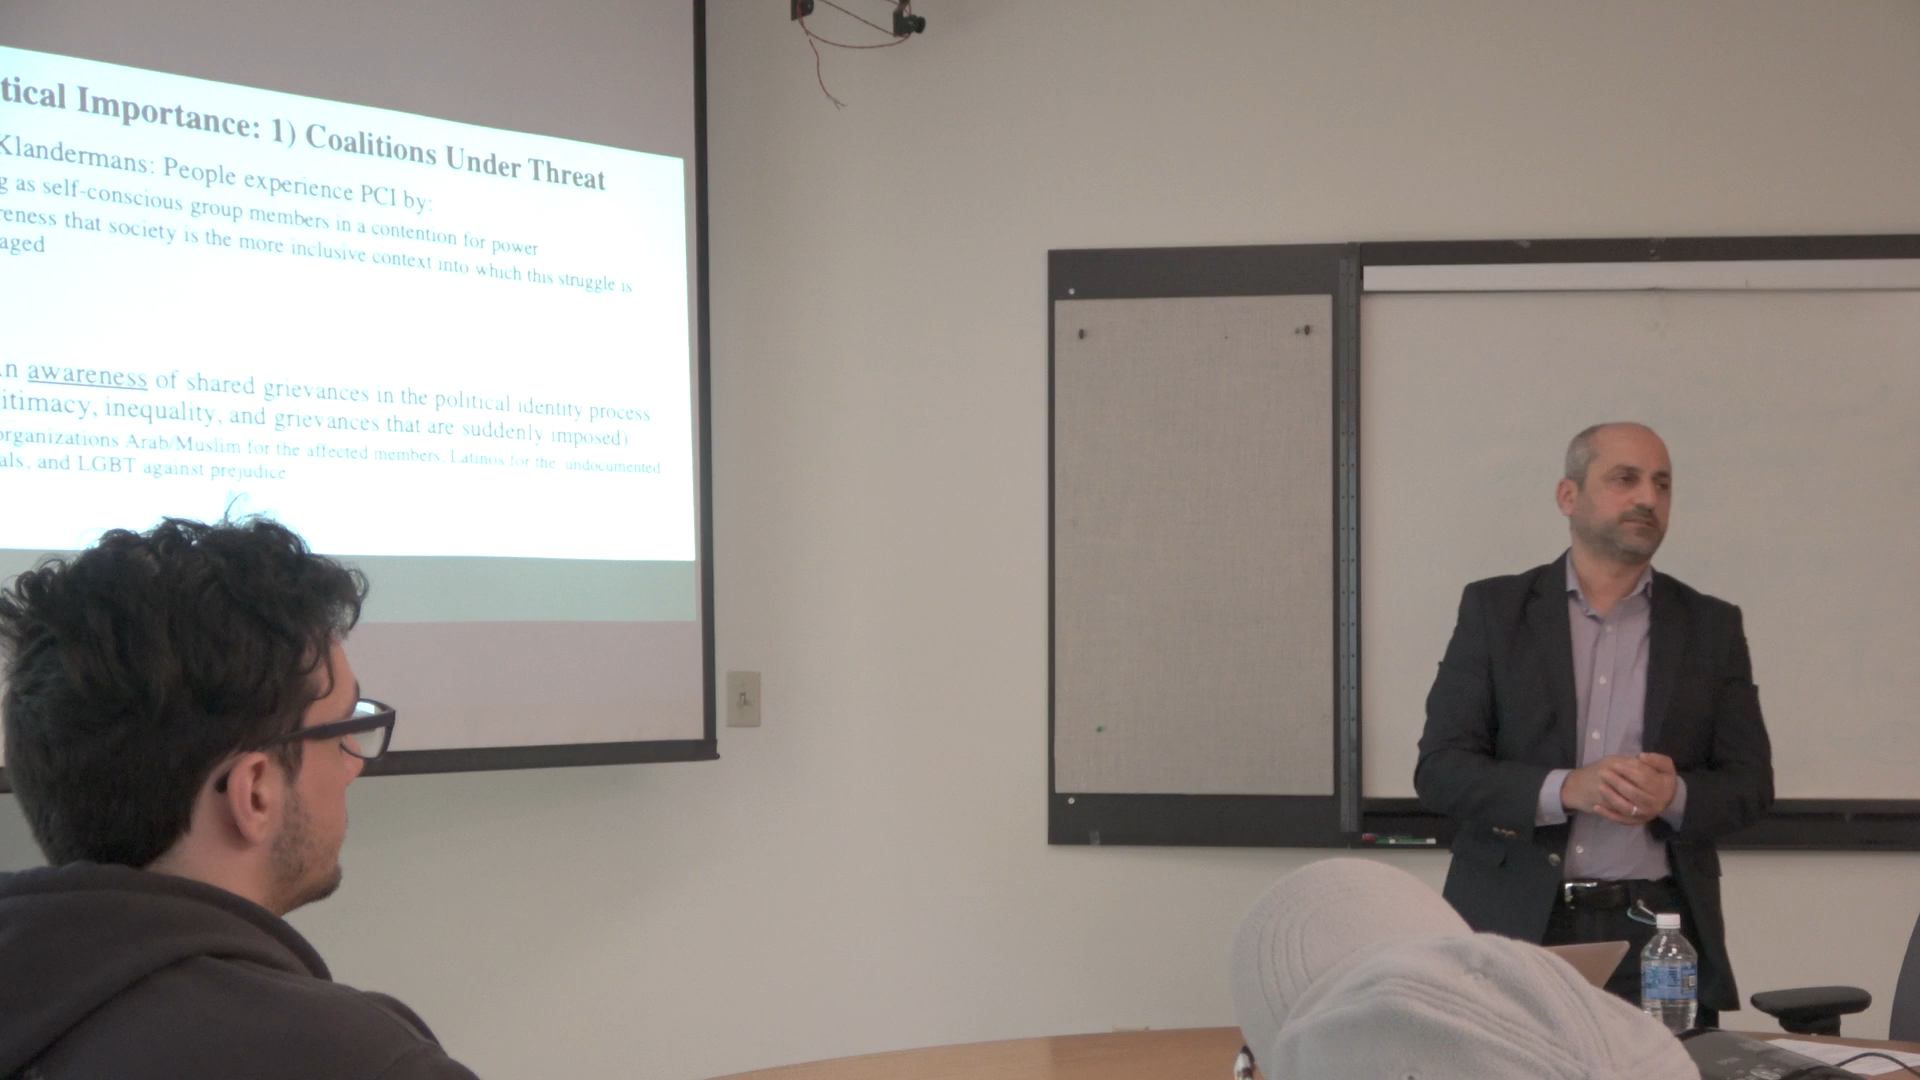 tical Importance: 1) Coalitions Under Threat
Klandermans: People experience PCI by:
g as self-conscious group members in a contention for power
reness that society is the more inclusive context into which this struggle is
aged
n awareness of shared grievances in the political identity process
itimacy, inequality, and grievances that are suddenly imposed)
organizations Arab/Muslim for the affected members, Latinos for the undocumented
als, and LGBT against prejudice